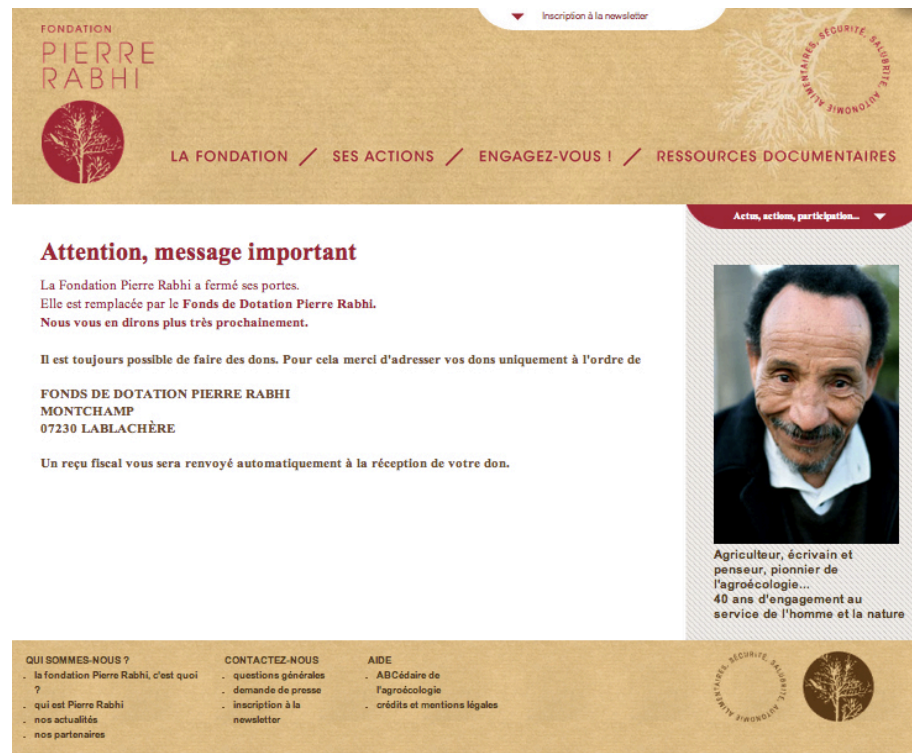 Inscription à la newsletter
FONDATION
PIERRE
RABHI
SÉCURITÉ, SALUBRITÉ, AUTONOMIE ALIMENTAIRES,
LA FONDATION / SES ACTIONS / ENGAGEZ-VOUS ! / RESSOURCES DOCUMENTAIRES
Actus, actions, participation...
Attention, message important
La Fondation Pierre Rabhi a fermé ses portes.
Elle est remplacée par le Fonds de Dotation Pierre Rabhi.
Nous vous en dirons plus très prochainement.
Il est toujours possible de faire des dons. Pour cela merci d'adresser vos dons uniquement à l'ordre de
FONDS DE DOTATION PIERRE RABHI
MONTCHAMP
07230 LABLACHÈRE
Un reçu fiscal vous sera renvoyé automatiquement à la réception de votre don.
Agriculteur, écrivain et
penseur, pionnier de
l'agroécologie...
40 ans d'engagement au
service de l'homme et la nature
QUI SOMMES-NOUS ?
. la fondation Pierre Rabhi, c'est quoi
?
. qui est Pierre Rabhi
. nos actualités
. nos partenaires
CONTACTEZ-NOUS
. questions générales
. demande de presse
. inscription à la
newsletter
AIDE
. ABCédaire de
l'agroécologie
. crédits et mentions légales
SÉCURITÉ, SALUBRITÉ, AUTONOMIE ALIMENTAIRES,